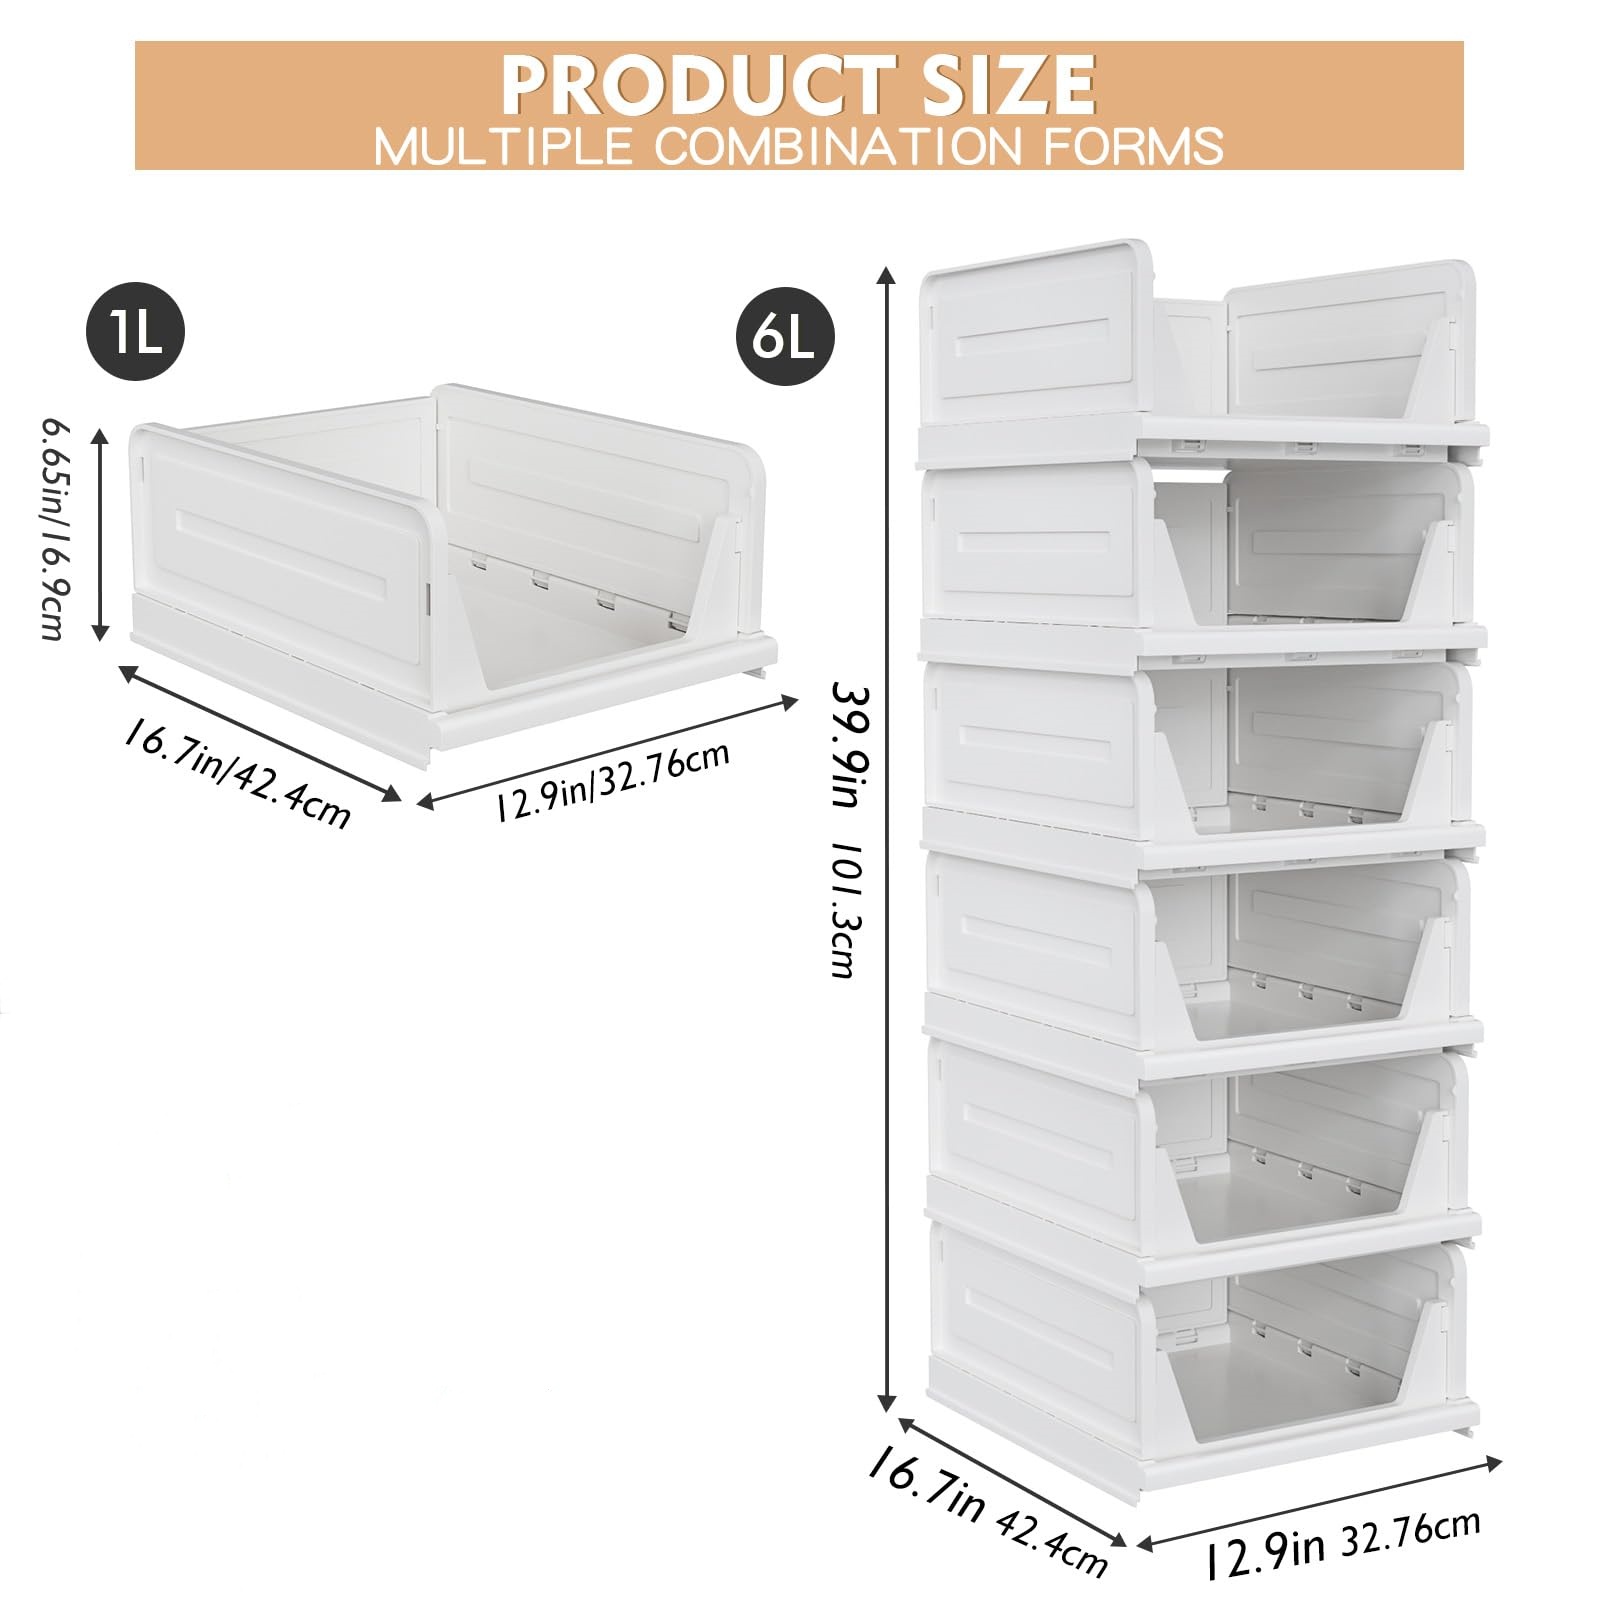 PRODUCT SIZE
MULTIPLE COMBINATION FORMS
1L
6.65in/16.9cm
16.7in/42.4cm
12.9in/32.76cm
6L
39.9in 101.3cm
16.7in 42.4cm
12.9in 32.76cm